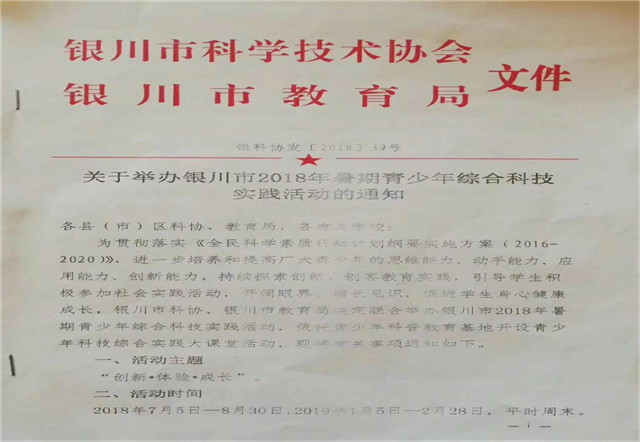 银川市科学技术协会
银川市教育局
文件
银科协发〔2018〕39号
关于举办银川市2018年暑期青少年综合科技
实践活动的通知
各县（市）区科协、教育局，各有关学校：
为贯彻落实《全民科学素质行动计划纲要实施方案（2016-
2020）》，进一步培养和提高广大青少年的思维能力、动手能力、应
用能力、创新能力，持续探索创新、创客教育实践，引导学生积
极参加社会实践活动，开阔眼界、增长见识，促进学生身心健康
成长，银川市科协、银川市教育局决定联合举办银川市2018年暑
期青少年综合科技实践活动，依托青少年科普教育基地开设青少
年科技综合实践大课堂活动，现将有关事项通知如下。
一、活动主题
“创新•体验•成长”。
二、活动时间
2018年7月5日—8月30日,2019年1月5日—2月28日，平时周末。
- 1 -